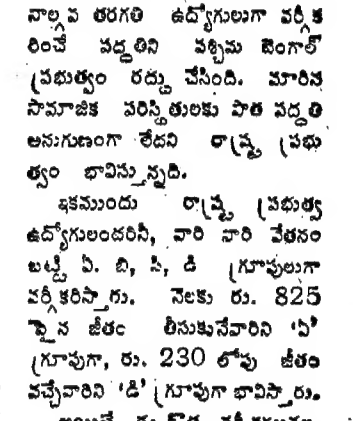 నాల్గవ తరగతి ఉద్యోగులుగా వర్గీక
రించే పద్ధతిని పశ్చిమ బెంగాల్
ప్రభుత్వం రద్దు చేసింది. మారిన
సామాజిక పరిస్థితులకు పాత పద్ధతి
అనుగుణంగా లేదని రాష్ట్ర ప్రభు
త్వం భావిస్తున్నది.
ఇకముందు రాష్ట్ర ప్రభుత్వ
ఉద్యోగులందరినీ, వారి వారి వేతనం
బట్టి ఏ. బి, సి, డి గ్రూపులుగా
వర్గీకరిస్తారు. నెలకు రు. 825
పైన జీతం తీసుకునేవారిని ‘ఏ’
గ్రూపుగా, రు. 230 లోపు జీతం
వచ్చేవారిని ‘డి’ గ్రూపుగా భావిస్తారు.